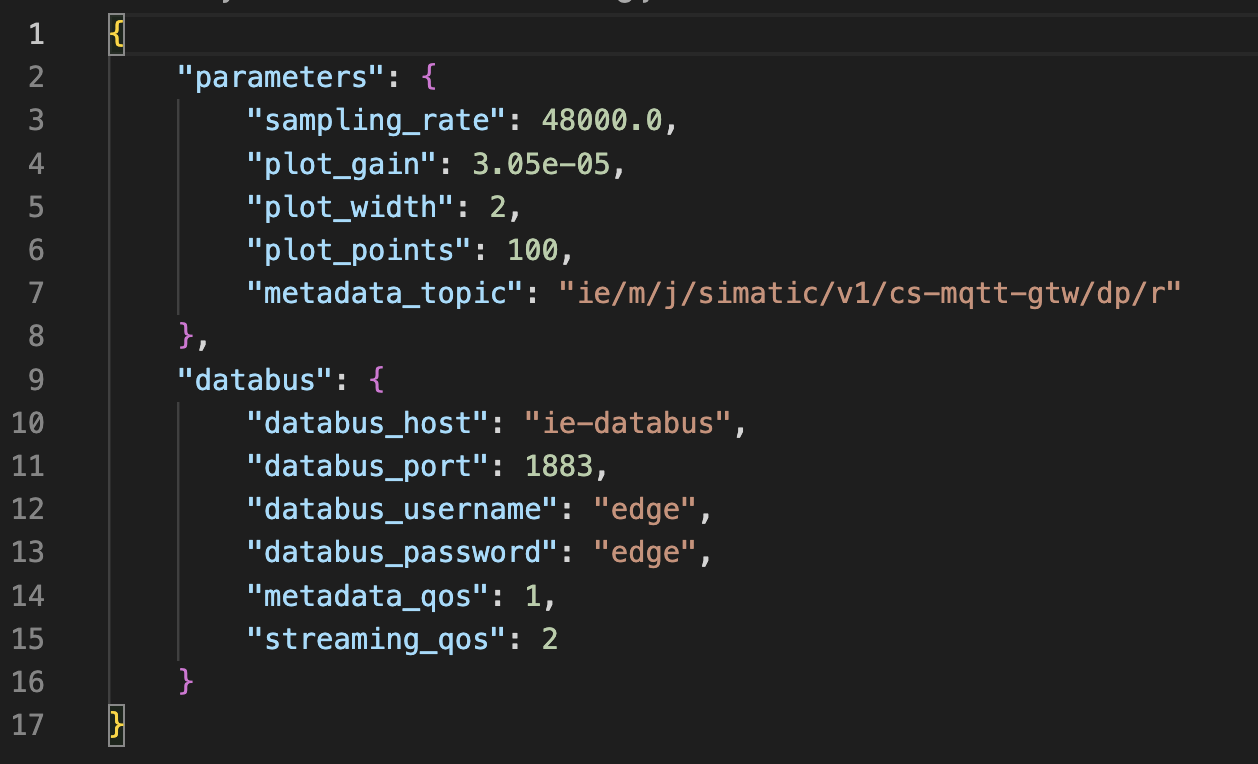 1 {
2     "parameters": {
3         "sampling_rate": 48000.0,
4         "plot_gain": 3.05e-05,
5         "plot_width": 2,
6         "plot_points": 100,
7         "metadata_topic": "ie/m/j/simatic/v1/cs-mqtt-gtw/dp/r"
8     },
9     "databus": {
10         "databus_host": "ie-databus",
11         "databus_port": 1883,
12         "databus_username": "edge",
13         "databus_password": "edge",
14         "metadata_qos": 1,
15         "streaming_qos": 2
16     }
17 }